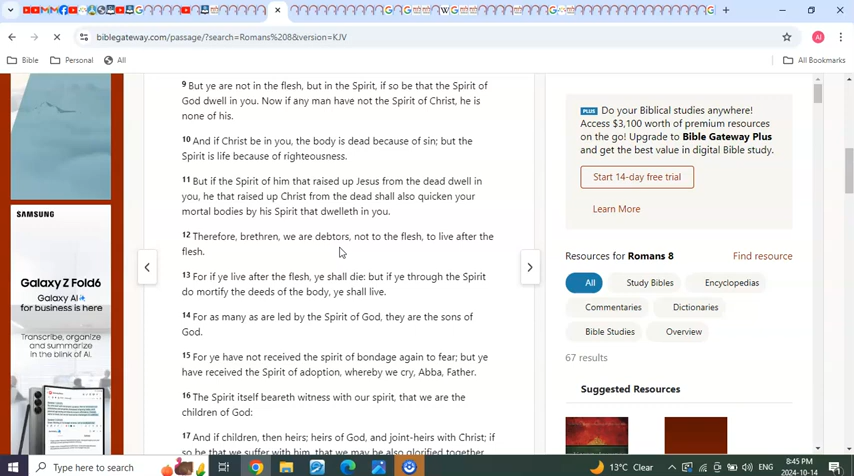 biblegateway.com/passage/?search=Romans%208&version=KJV
AI
Bible
Personal
All
All Bookmarks
9 But ye are not in the flesh, but in the Spirit, if so be that the Spirit of
God dwell in you. Now if any man have not the Spirit of Christ, he is
none of his.
10 And if Christ be in you, the body is dead because of sin; but the
Spirit is life because of righteousness.
11 But if the Spirit of him that raised up Jesus from the dead dwell in
you, he that raised up Christ from the dead shall also quicken your
mortal bodies by his Spirit that dwelleth in you.
12 Therefore, brethren, we are debtors, not to the flesh, to live after the
flesh.
13 For if ye live after the flesh, ye shall die: but if ye through the Spirit
do mortify the deeds of the body, ye shall live.
14 For as many as are led by the Spirit of God, they are the sons of
God.
15 For ye have not received the spirit of bondage again to fear; but ye
have received the Spirit of adoption, whereby we cry, Abba, Father.
16 The Spirit itself beareth witness with our spirit, that we are the
children of God:
17 And if children, then heirs; heirs of God, and joint-heirs with Christ; if
so be that we suffer with him, that we may be also glorified together.
SAMSUNG
Galaxy Z Fold6
Galaxy AI
for business is here
Transcribe, organize
and summarize
in the blink of AI.
PLUS Do your Biblical studies anywhere!
Access $3,100 worth of premium resources
on the go! Upgrade to Bible Gateway Plus
and get the best value in digital Bible study.
Start 14-day free trial
Learn More
Resources for Romans 8
Find resource
All
Study Bibles
Encyclopedias
Commentaries
Dictionaries
Bible Studies
Overview
67 results
Suggested Resources
Type here to search
13°C Clear
ENG
8:45 PM
2024-10-14